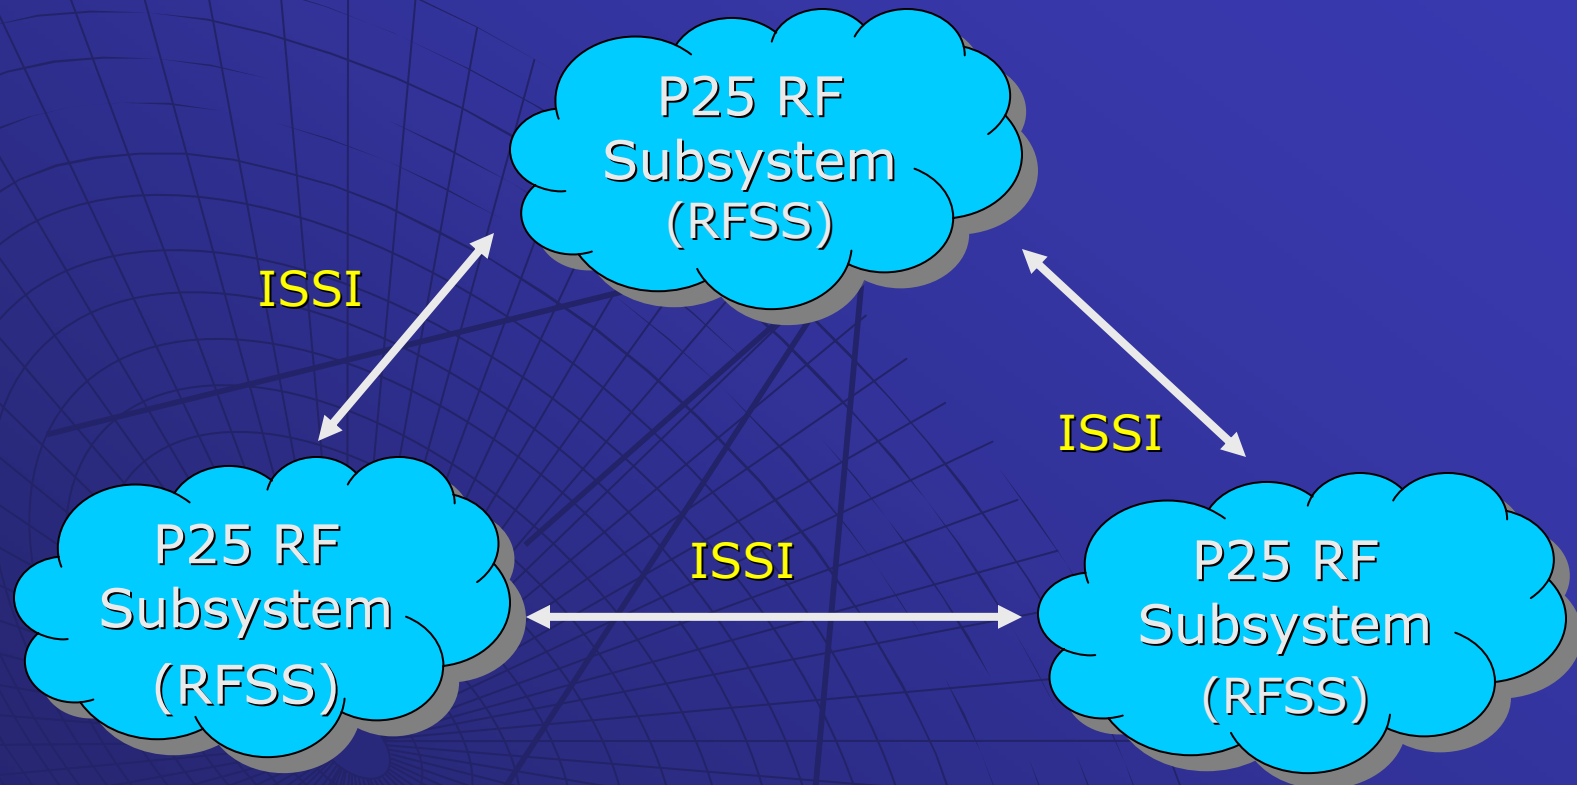 P25 RF
Subsystem
(RFSS)
ISSI
ISSI
ISSI
P25 RF
Subsystem
(RFSS)
P25 RF
Subsystem
(RFSS)